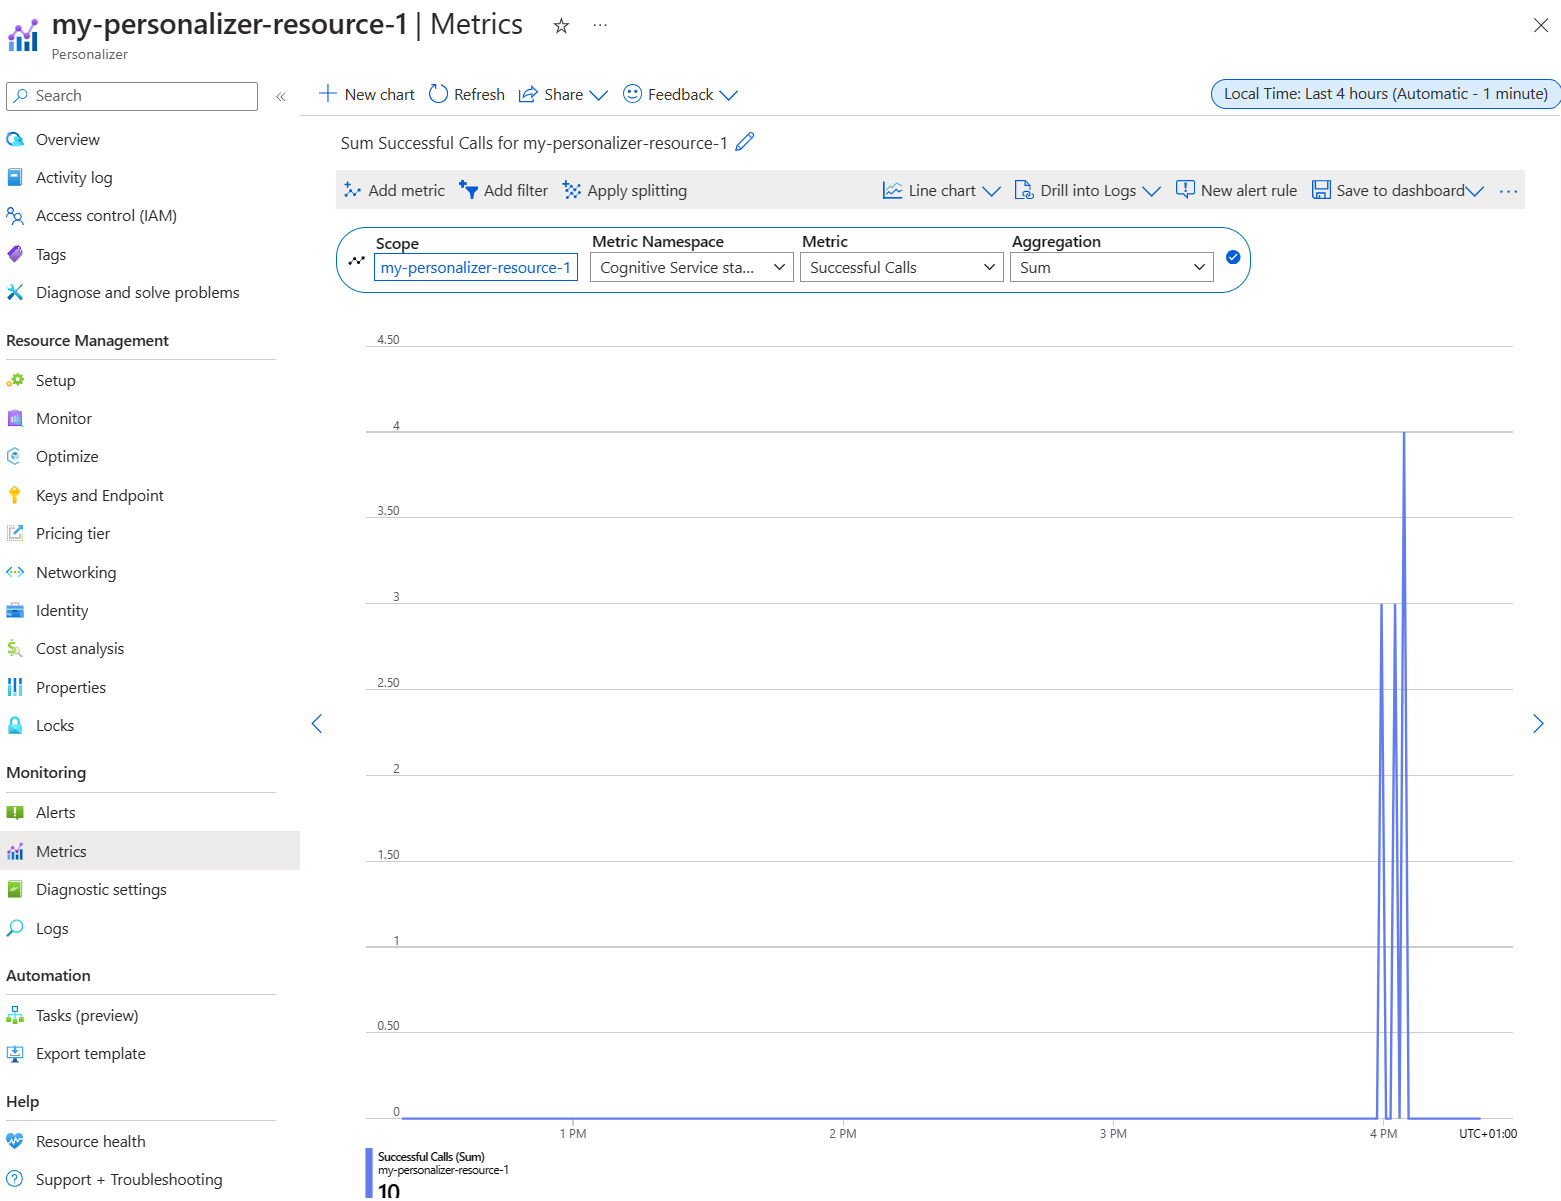 my-personalizer-resource-1 | Metrics
Personalizer
Search
«
Overview
Activity log
Access control (IAM)
Tags
Diagnose and solve problems
Resource Management
Setup
Monitor
Optimize
Keys and Endpoint
Pricing tier
Networking
Identity
Cost analysis
Properties
Locks
Monitoring
Alerts
Metrics
Diagnostic settings
Logs
Automation
Tasks (preview)
Export template
Help
Resource health
Support + Troubleshooting
New chart Refresh Share Feedback
Local Time: Last 4 hours (Automatic - 1 minute)
Sum Successful Calls for my-personalizer-resource-1
Add metric Add filter Apply splitting Line chart Drill into Logs New alert rule Save to dashboard
Scope Metric Namespace Metric Aggregation
my-personalizer-resource-1 Cognitive Service sta... Successful Calls Sum
4.50
4
3.50
3
2.50
2
1.50
1
0.50
0
1 PM 2 PM 3 PM 4 PM UTC+01:00
Successful Calls (Sum)
my-personalizer-resource-1
10